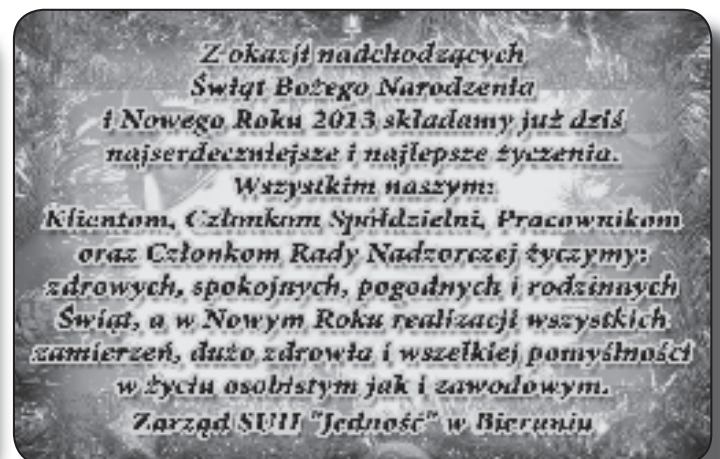 Z okazji nadchodzących
Świąt Bożego Narodzenia
i Nowego Roku 2013 składamy już dziś
najserdeczniejsze i najlepsze życzenia.
Wszystkim naszym:
Klientom, Członkom Spółdzielni, Pracownikom
oraz Członkom Rady Nadzorczej życzymy:
zdrowych, spokojnych, pogodnych i rodzinnych
Świąt, a w Nowym Roku realizacji wszystkich
zamierzeń, dużo zdrowia i wszelkiej pomyślności
w życiu osobistym jak i zawodowym.
Zarząd "Jedność" w Bieruniu